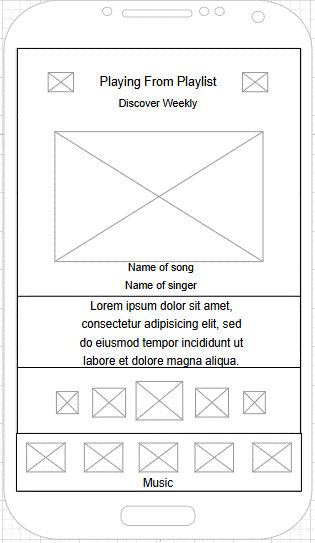 Playing From Playlist
Discover Weekly
Name of song
Name of singer
Lorem ipsum dolor sit amet,
consectetur adipisicing elit, sed
do eiusmod tempor incididunt ut
labore et dolore magna aliqua.
Music